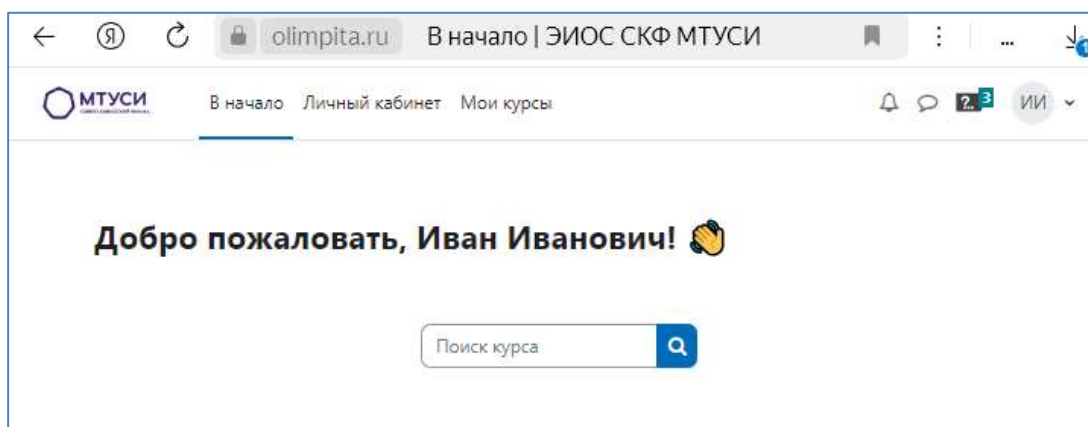 Я olimpita.ru В начало | ЭИОС СКФ МТУСИ
МТУСИ В начало Личный кабинет Мои курсы 3 ИИ
Добро пожаловать, Иван Иванович!
Поиск курса